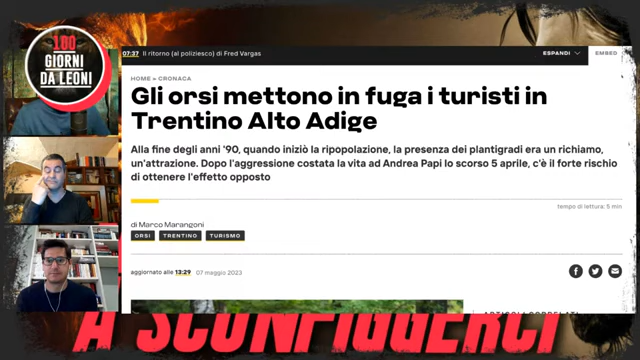 100
GIORNI
DA LEONI
07:37 Il ritorno (al poliziesco) di Fred Vargas
ESPANDI
EMBED
HOME » CRONACA
Gli orsi mettono in fuga i turisti in
Trentino Alto Adige
Alla fine degli anni '90, quando iniziò la ripopolazione, la presenza dei plantigradi era un richiamo,
un'attrazione. Dopo l'aggressione costata la vita ad Andrea Papi lo scorso 5 aprile, c'è il forte rischio
di ottenere l'effetto opposto
tempo di lettura: 5 min
di Marco Marangoni
ORSI TRENTINO TURISMO
aggiornato alle 13:29 07 maggio 2023
A SCONFIGGERCI